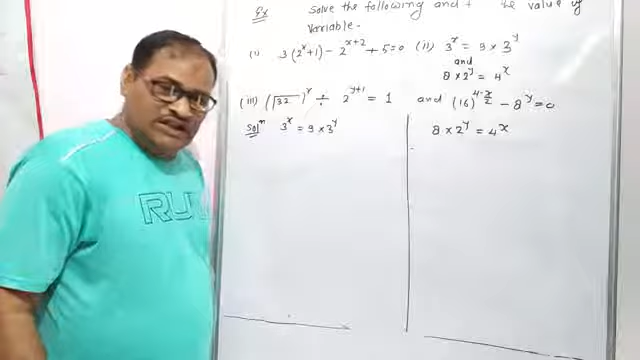 Ex Solve the following and f the value of
Variable.
(i) 3(2^x+1) - 2^{x+2} + 5 = 0 (ii) 3^x = 9 × 3^y
and
8 × 2^y = 4^x
(iii) (√32)^x ÷ 2^{y+1} = 1 and (16)^{4-x/2} - 8^y = 0
Sol^n 3^x = 9 × 3^y
8 × 2^y = 4^x
RU